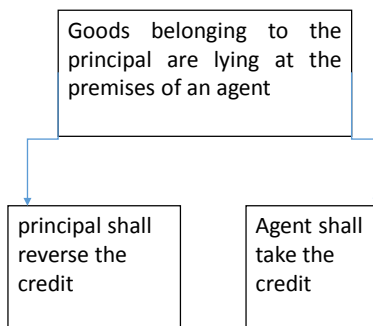 Goods belonging to the
principal are lying at the
premises of an agent
principal shall
reverse the
credit
Agent shall
take the
credit